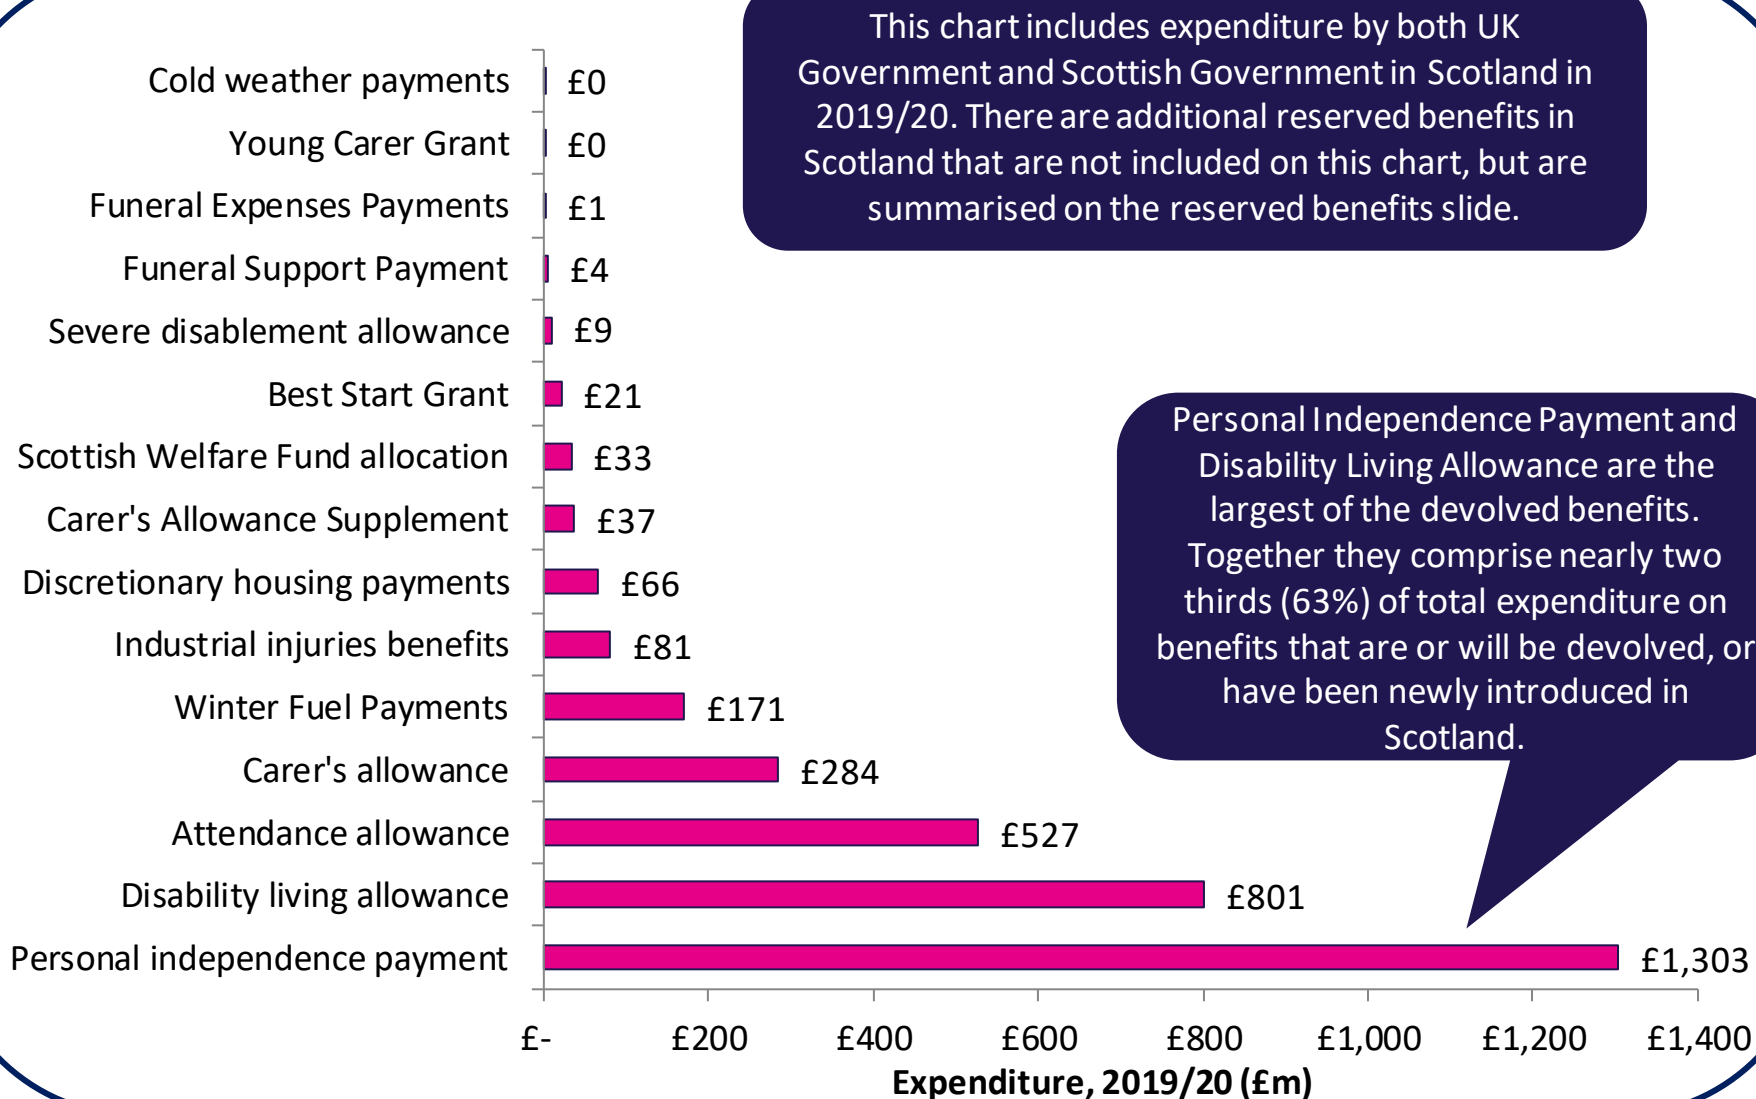 This chart includes expenditure by both UK
Government and Scottish Government in Scotland in
2019/20. There are additional reserved benefits in
Scotland that are not included on this chart, but are
summarised on the reserved benefits slide.
Cold weather payments £0
Young Carer Grant £0
Funeral Expenses Payments £1
Funeral Support Payment £4
Severe disablement allowance £9
Best Start Grant £21
Scottish Welfare Fund allocation £33
Carer's Allowance Supplement £37
Discretionary housing payments £66
Industrial injuries benefits £81
Winter Fuel Payments £171
Carer's allowance £284
Attendance allowance £527
Disability living allowance £801
Personal independence payment £1,303
Personal Independence Payment and
Disability Living Allowance are the
largest of the devolved benefits.
Together they comprise nearly two
thirds (63%) of total expenditure on
benefits that are or will be devolved, or
have been newly introduced in
Scotland.
£- £200 £400 £600 £800 £1,000 £1,200 £1,400
Expenditure, 2019/20 (£m)